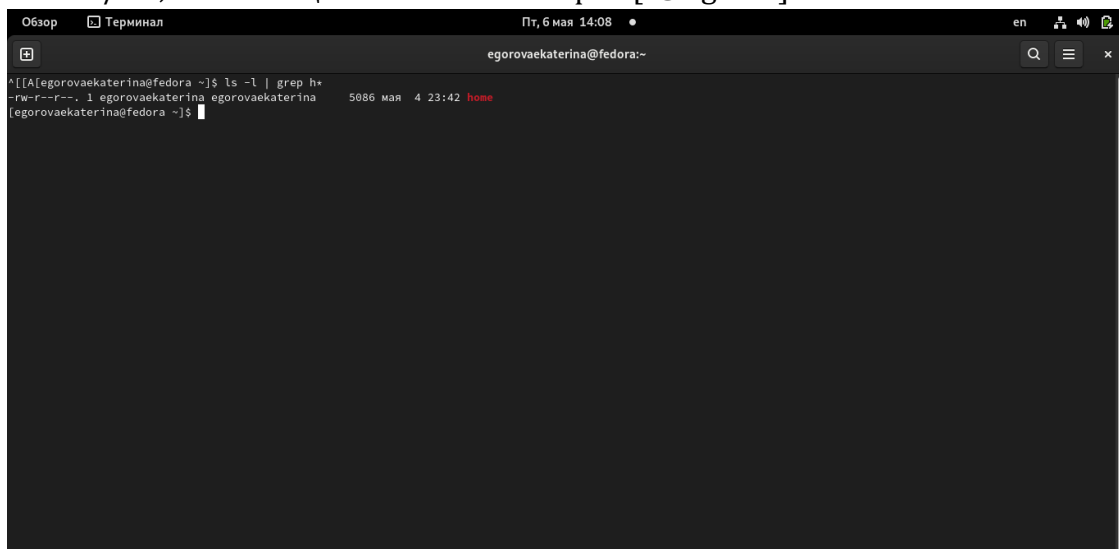 Обзор Терминал Пт, 6 мая 14:08 en
egorovaekaterina@fedora:~
^[[A[egorovaekaterina@fedora ~]$ ls -l | grep h*
-rw-r--r--. 1 egorovaekaterina egorovaekaterina 5086 мая 4 23:42 home
[egorovaekaterina@fedora ~]$